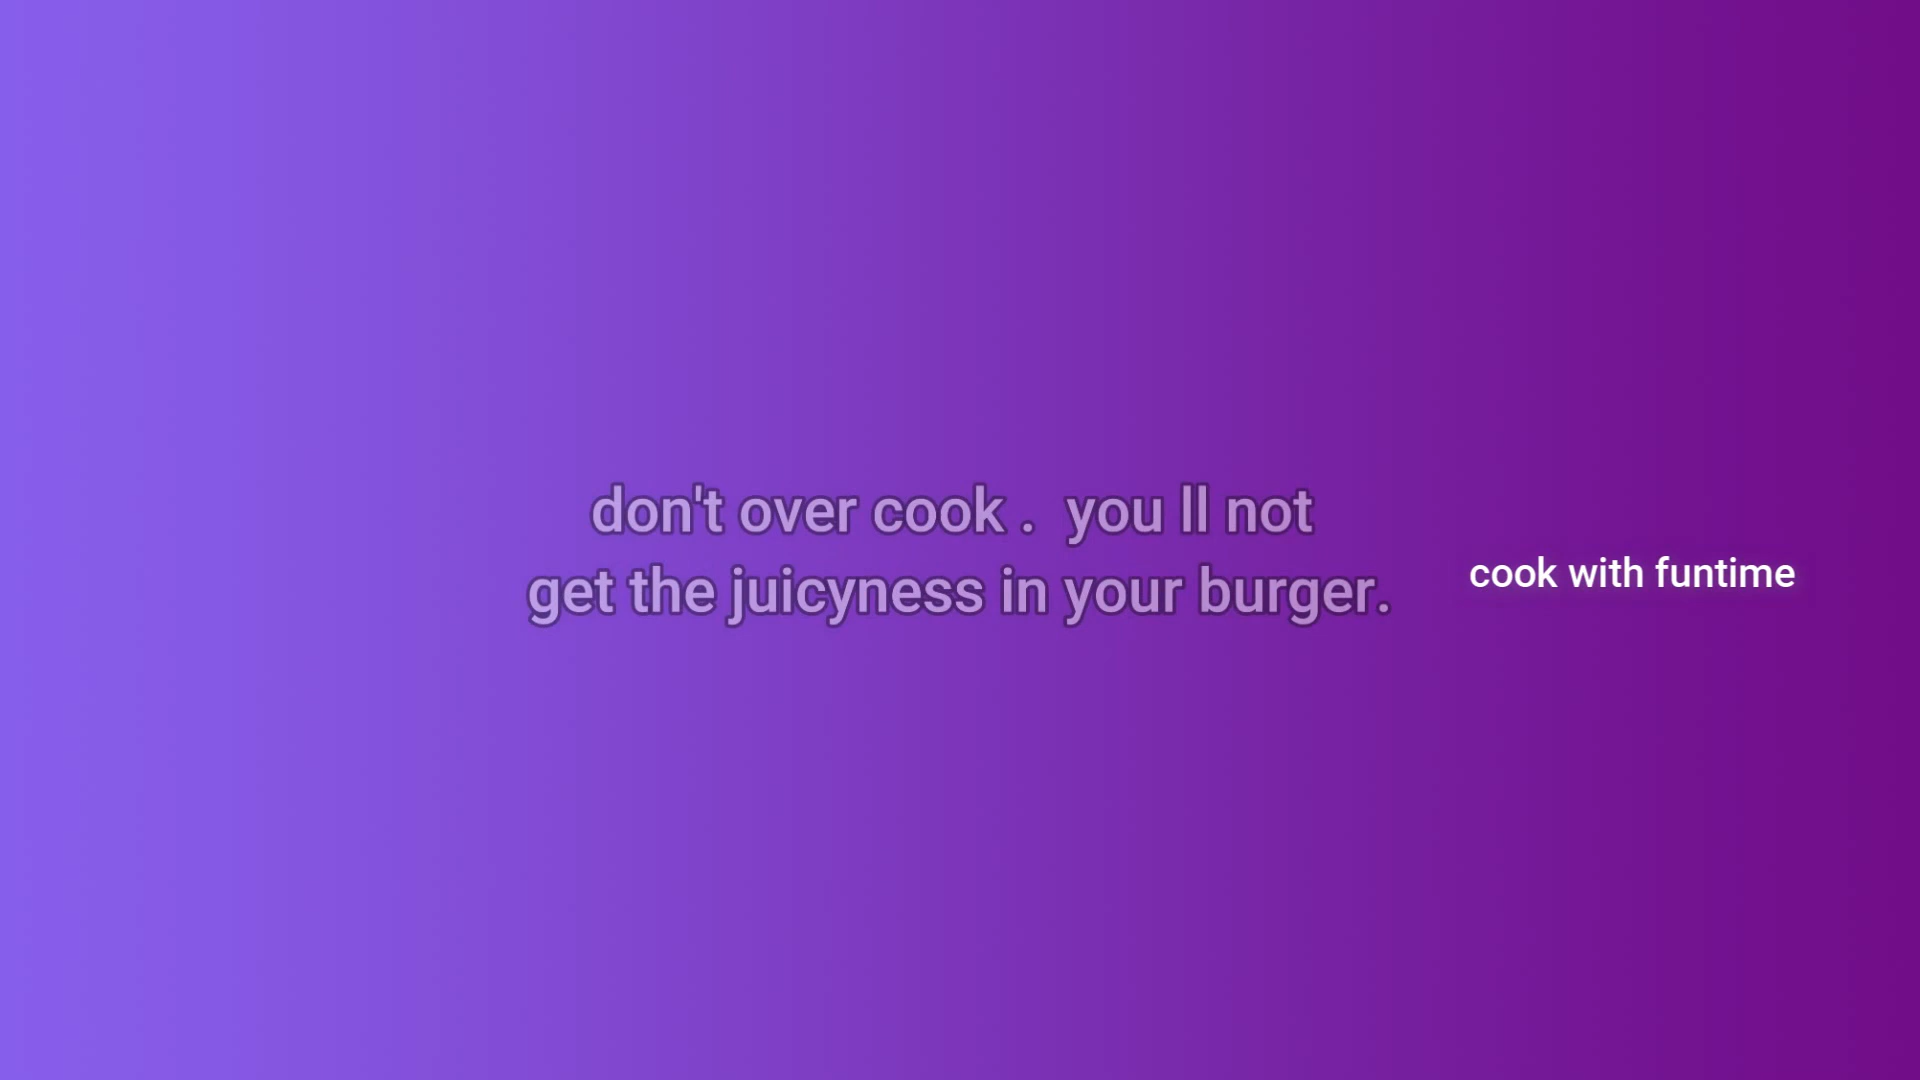 don't over cook .  you ll not
get the juicyness in your burger.
cook with funtime